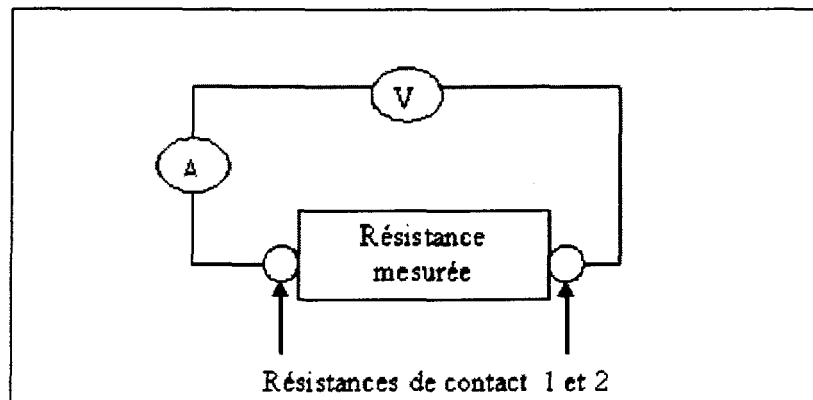 V
A
Résistance
mesurée
Résistances de contact 1 et 2